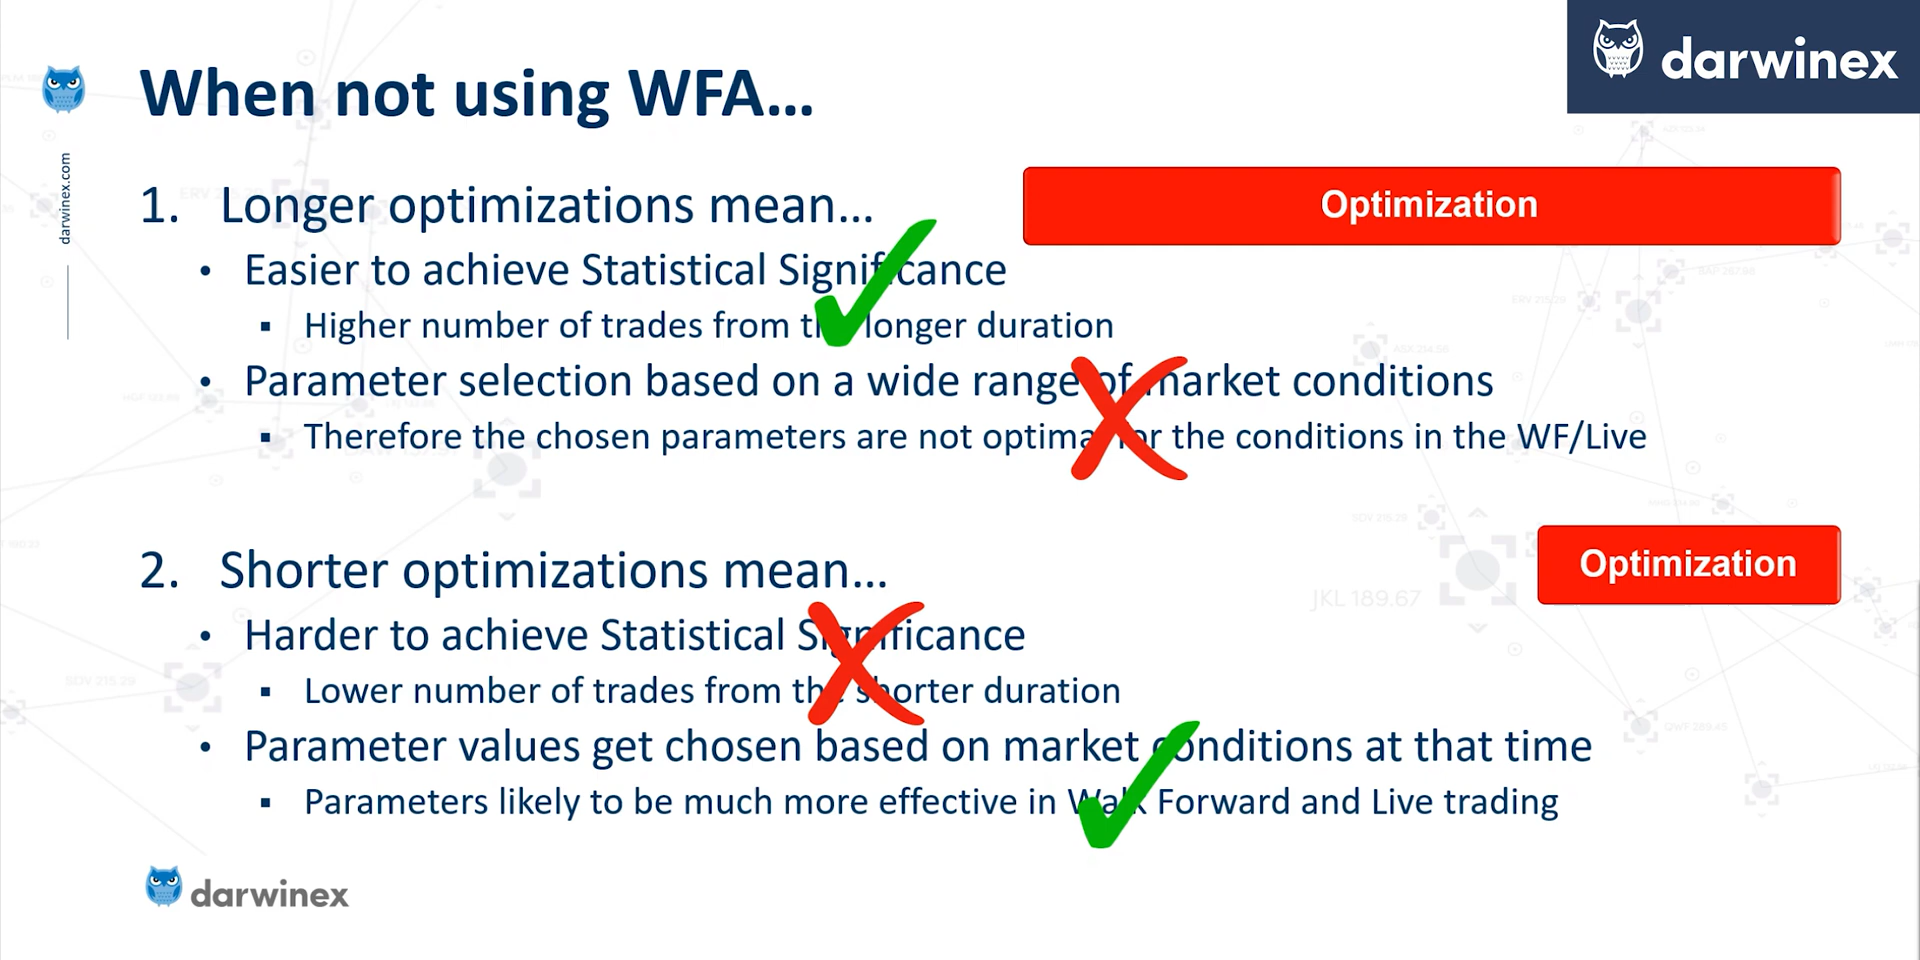 darwinex
When not using WFA...
darwinex.com
1. Longer optimizations mean...
Optimization
• Easier to achieve Statistical Significance
▪ Higher number of trades from the longer duration
• Parameter selection based on a wide range of market conditions
▪ Therefore the chosen parameters are not optimal for the conditions in the WF/Live
2. Shorter optimizations mean...
Optimization
JKL 189.67
• Harder to achieve Statistical Significance
▪ Lower number of trades from the shorter duration
• Parameter values get chosen based on market conditions at that time
▪ Parameters likely to be much more effective in Walk Forward and Live trading
darwinex